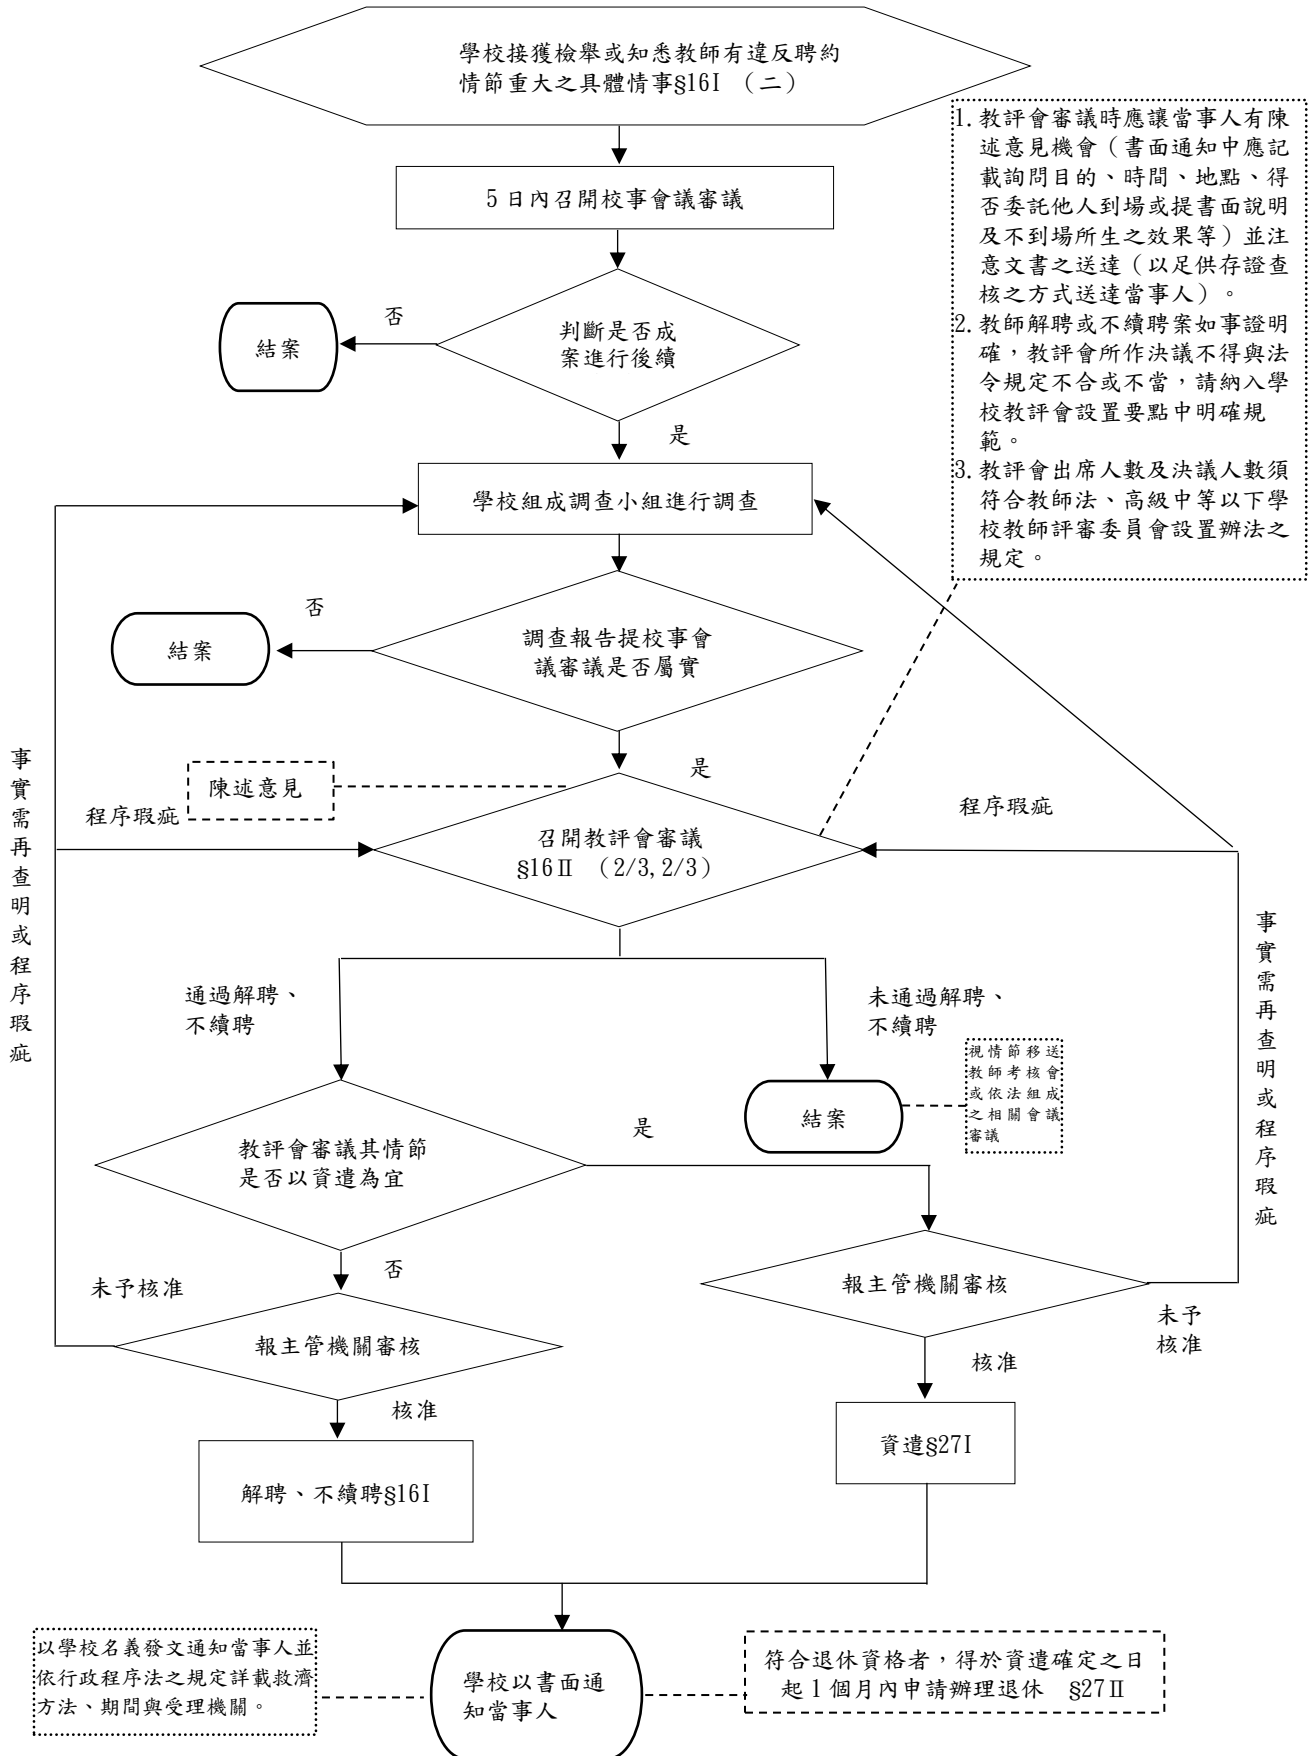 學校接獲檢舉或知悉教師有違反聘約
情節重大之具體情事§16I （二）
5日內召開校事會議審議
判斷是否成
案進行後續
否
結案
是
1.教評會審議時應讓當事人有陳
述意見機會（書面通知中應記
載詢問目的、時間、地點、得
否委託他人到場或提書面說明
及不到場所生之效果等）並注
意文書之送達（以足供存證查
核之方式送達當事人）。
2.教師解聘或不續聘案如事證明
確，教評會所作決議不得與法
令規定不合或不當，請納入學
校教評會設置要點中明確規
範。
3.教評會出席人數及決議人數須
符合教師法、高級中等以下學
校教師評審委員會設置辦法之
規定。
學校組成調查小組進行調查
調查報告提校事會
議審議是否屬實
否
結案
是
陳述意見
程序瑕疵
程序瑕疵
召開教評會審議
§16Ⅱ （2/3,2/3）
事實需再查明或程序瑕疵
事實需再查明或程序瑕疵
通過解聘、
不續聘
未通過解聘、
不續聘
結案
視情節移送
教師考核會
或依法組成
之相關會議
審議
教評會審議其情節
是否以資遣為宜
是
否
未予核准
報主管機關審核
核准
報主管機關審核
未予
核准
核准
解聘、不續聘§16I
資遣§27I
以學校名義發文通知當事人並
依行政程序法之規定詳載救濟
方法、期間與受理機關。
學校以書面通
知當事人
符合退休資格者，得於資遣確定之日
起1個月內申請辦理退休 §27Ⅱ